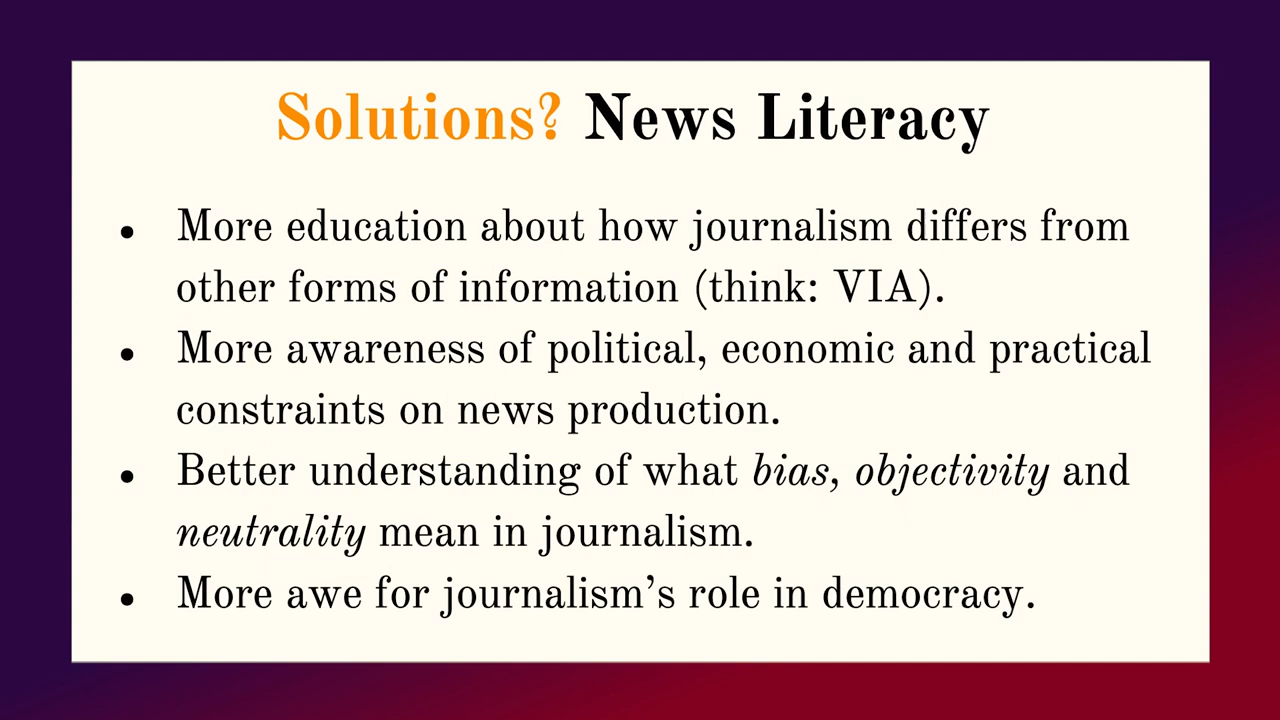 Solutions? News Literacy
• More education about how journalism differs from
other forms of information (think: VIA).
• More awareness of political, economic and practical
constraints on news production.
• Better understanding of what bias, objectivity and
neutrality mean in journalism.
• More awe for journalism’s role in democracy.